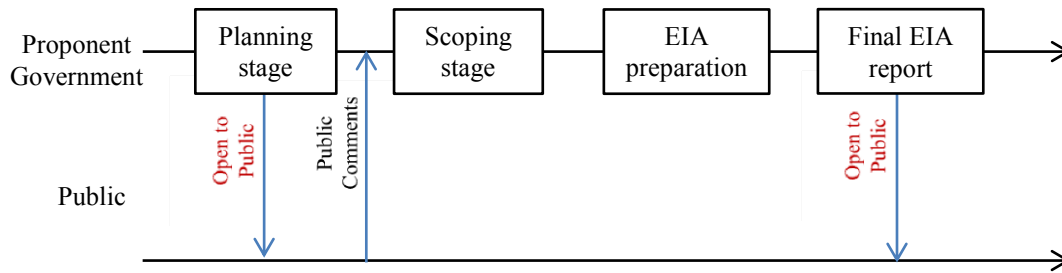 Proponent
Government
Planning
stage
Scoping
stage
EIA
preparation
Final EIA
report
Open to
Public
Public
Comments
Open to
Public
Public